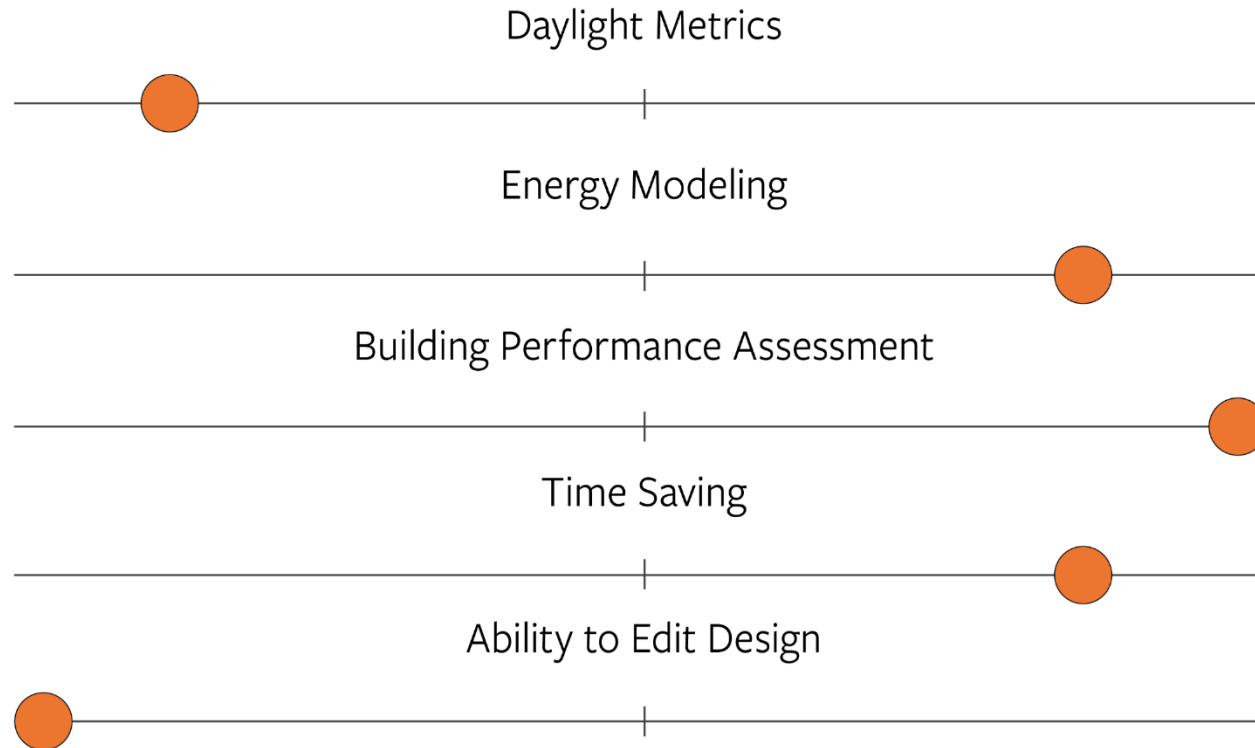 Daylight Metrics
Energy Modeling
Building Performance Assessment
Time Saving
Ability to Edit Design